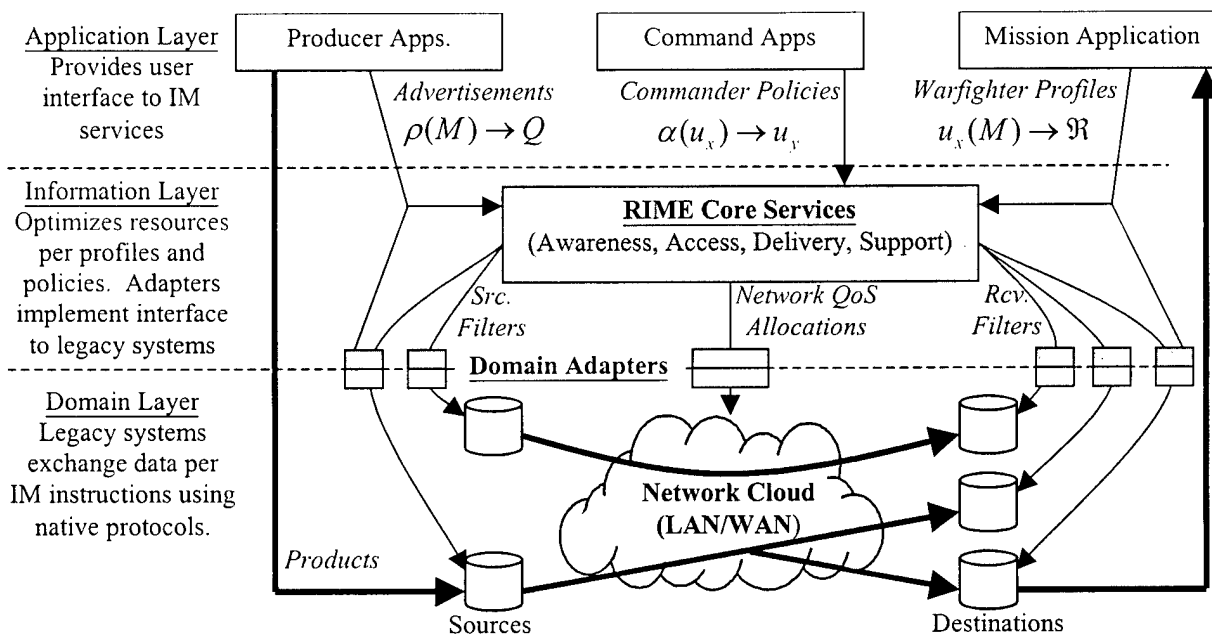 Application Layer
Provides user
interface to IM
services
Producer Apps.
Command Apps
Mission Application
Advertisements
ρ(M) → Q
Commander Policies
α(u_x) → u_y
Warfighter Profiles
u_x(M) → ℜ
Information Layer
Optimizes resources
per profiles and
policies. Adapters
implement interface
to legacy systems
RIME Core Services
(Awareness, Access, Delivery, Support)
Src.
Filters
Network QoS
Allocations
Rcv.
Filters
Domain Adapters
Domain Layer
Legacy systems
exchange data per
IM instructions using
native protocols.
Network Cloud
(LAN/WAN)
Products
Sources
Destinations